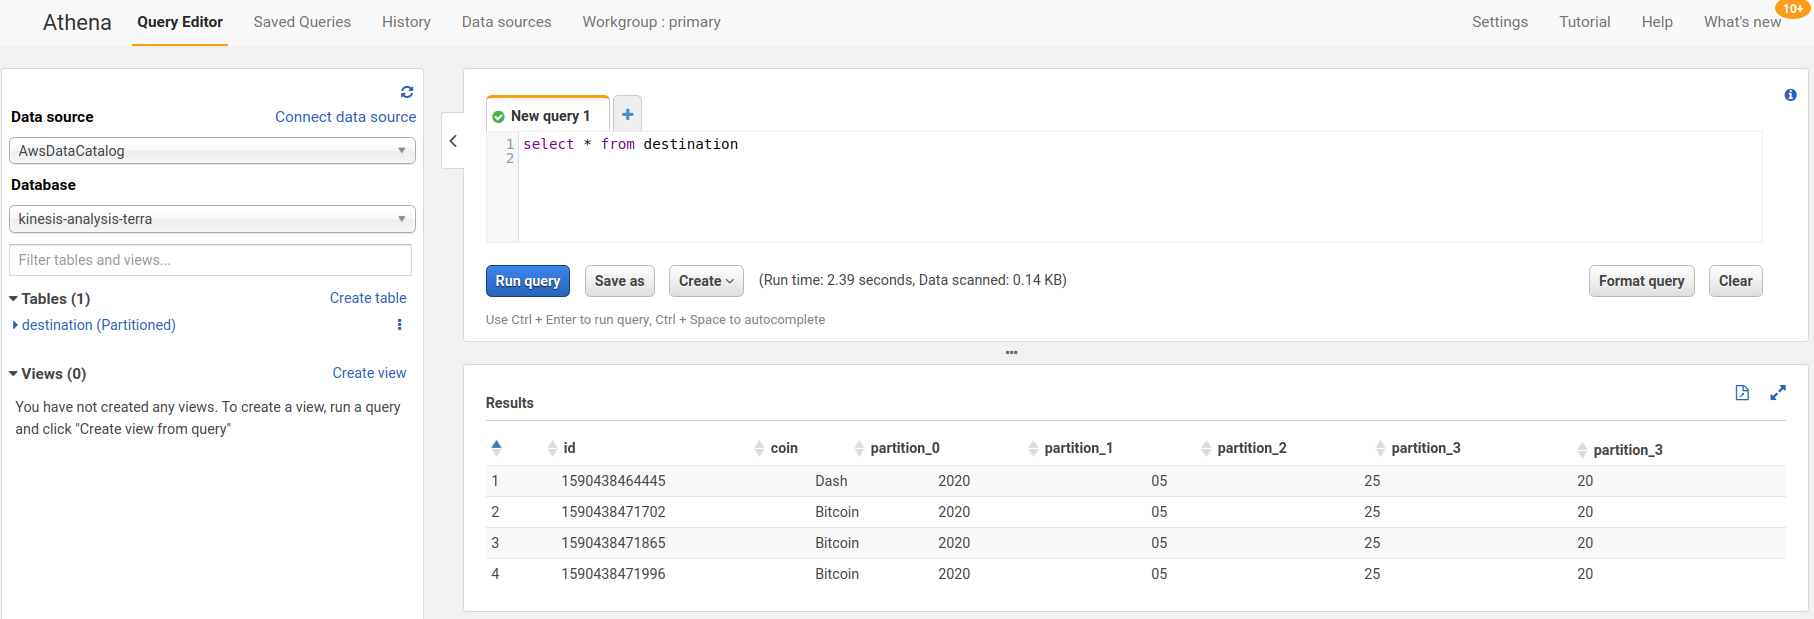 Athena Query Editor Saved Queries History Data sources Workgroup : primary Settings Tutorial Help What's new 10+
Data source Connect data source
AwsDataCatalog
Database
kinesis-analysis-terra
Filter tables and views...
Tables (1) Create table
destination (Partitioned)
Views (0) Create view
You have not created any views. To create a view, run a query
and click "Create view from query"
New query 1
1 select * from destination
2
Run query Save as Create (Run time: 2.39 seconds, Data scanned: 0.14 KB) Format query Clear
Use Ctrl + Enter to run query, Ctrl + Space to autocomplete
Results
id coin partition_0 partition_1 partition_2 partition_3 partition_3
1 1590438464445 Dash 2020 05 25 20
2 1590438471702 Bitcoin 2020 05 25 20
3 1590438471865 Bitcoin 2020 05 25 20
4 1590438471996 Bitcoin 2020 05 25 20